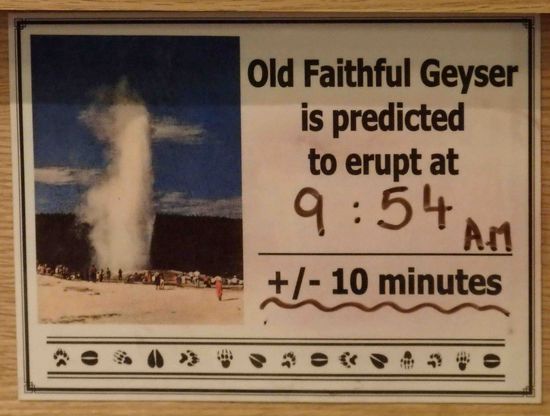 Old Faithful Geyser
is predicted
to erupt at
9:54 AM
+/- 10 minutes